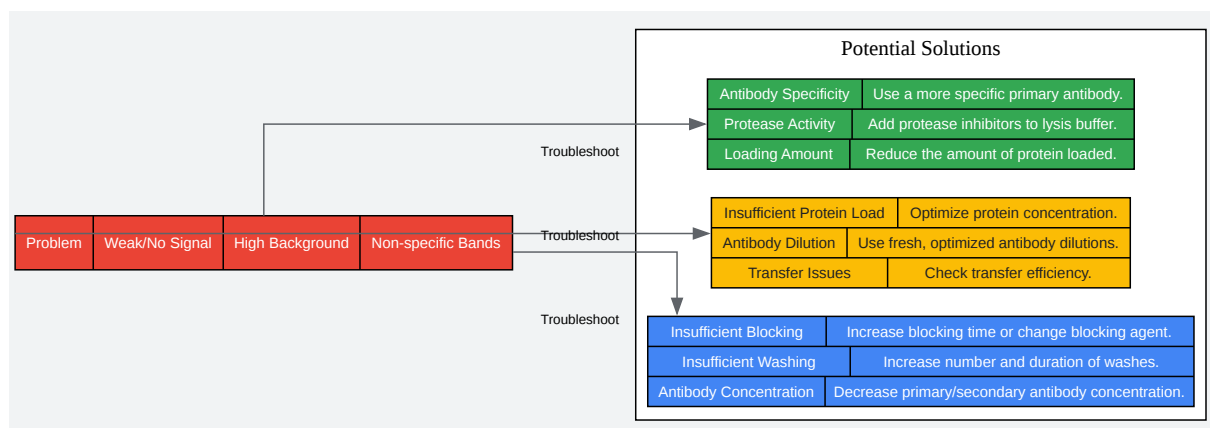 Potential Solutions
Antibody Specificity Use a more specific primary antibody.
Protease Activity Add protease inhibitors to lysis buffer.
Loading Amount Reduce the amount of protein loaded.
Troubleshoot
Insufficient Protein Load Optimize protein concentration.
Problem Weak/No Signal High Background Non-specific Bands
Troubleshoot
Antibody Dilution Use fresh, optimized antibody dilutions.
Transfer Issues Check transfer efficiency.
Troubleshoot
Insufficient Blocking Increase blocking time or change blocking agent.
Insufficient Washing Increase number and duration of washes.
Antibody Concentration Decrease primary/secondary antibody concentration.